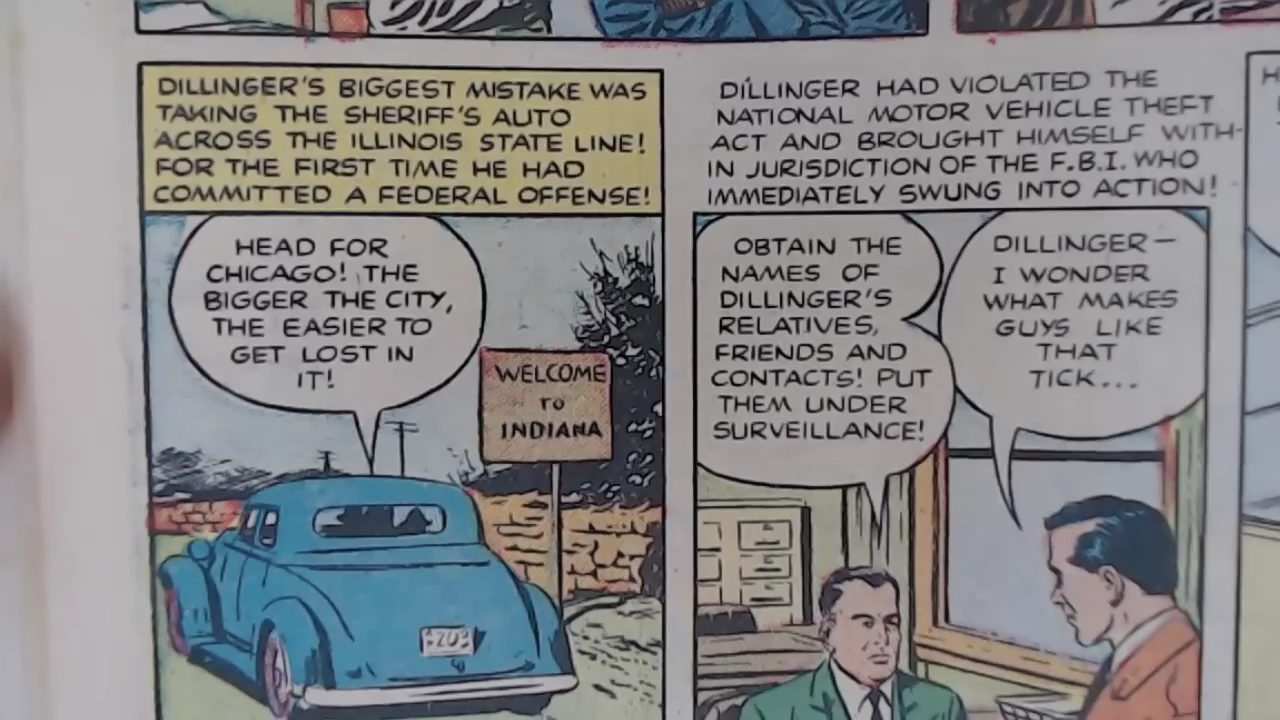 DILLINGER'S BIGGEST MISTAKE WAS
TAKING THE SHERIFF'S AUTO
ACROSS THE ILLINOIS STATE LINE!
FOR THE FIRST TIME HE HAD
COMMITTED A FEDERAL OFFENSE!
HEAD FOR
CHICAGO! THE
BIGGER THE CITY,
THE EASIER TO
GET LOST IN
IT!
WELCOME
TO
INDIANA
DILLINGER HAD VIOLATED THE
NATIONAL MOTOR VEHICLE THEFT
ACT AND BROUGHT HIMSELF WITH-
IN JURISDICTION OF THE F.B.I. WHO
IMMEDIATELY SWUNG INTO ACTION!
OBTAIN THE
NAMES OF
DILLINGER'S
RELATIVES,
FRIENDS AND
CONTACTS! PUT
THEM UNDER
SURVEILLANCE!
DILLINGER—
I WONDER
WHAT MAKES
GUYS LIKE
THAT
TICK...